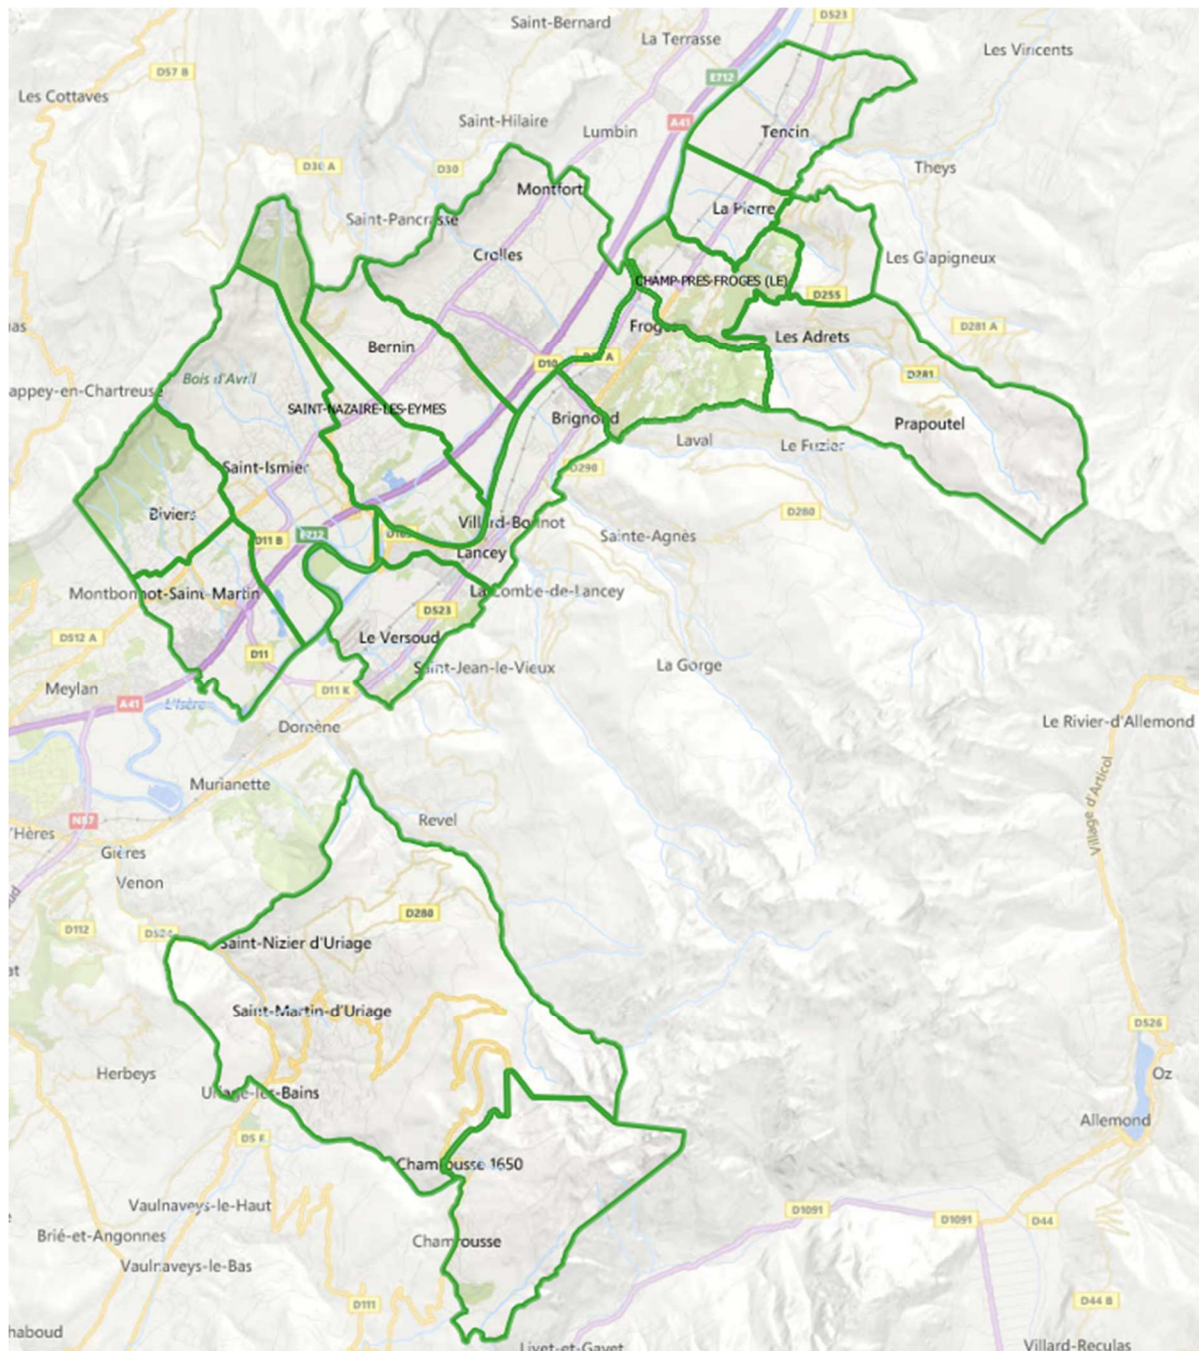 D523
Saint-Bernard
La Terrasse
Les Vincents
D57 B
E712
Les Cottaves
Saint-Hilaire
A41
Lumbin
Tencin
D30 A
D30
Theys
Montfort
Saint-Pancrasse
La Pierre
Crolles
Les Glapigneux
CHAMP-PRES-FROGES (LE)
D255
Froges
D281 A
Les Adrets
Bernin
D10
Bois d'Avril
D281
appey-en-Chartreuse
SAINT-NAZAIRE-LES-EYMES
Brignoud
Prapoutel
Laval
Le Fuzier
Saint-Ismier
D290
Biviers
D280
Villard-Bonnot
E712
D11 B
Sainte-Agnès
Lancey
Montbonnot-Saint-Martin
La Combe-de-Lancey
D523
D512 A
Le Versoud
D11
Saint-Jean-le-Vieux
La Gorge
Meylan
D11 K
A41
L'Isère
Le Rivier-d'Allemond
Domène
Murianette
Village d'Articol
N87
Revel
'Hères
Gières
Venon
D280
D112
D524
Saint-Nizier d'Uriage
at
Saint-Martin-d'Uriage
D526
Herbeys
Oz
Uriage-les-Bains
Allemond
D5 E
Chamrousse 1650
Vaulnaveys-le-Haut
D1091
D1091
D44
Brié-et-Angonnes
Chamrousse
Vaulnaveys-le-Bas
D111
D44 B
haboud
Livet-et-Gavet
Villard-Reculas